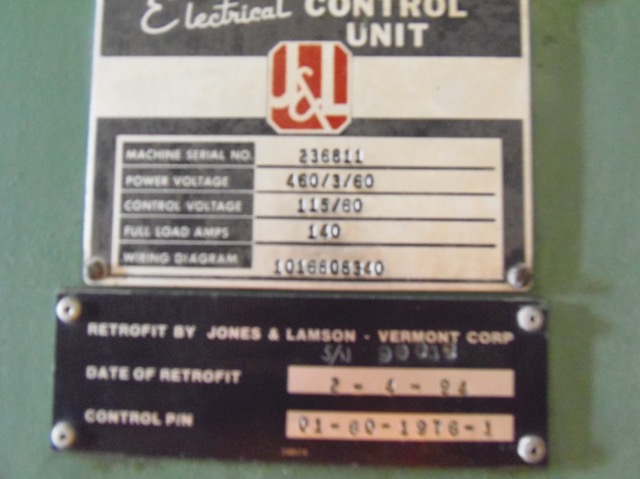 Electrical CONTROL
UNIT
J&L
MACHINE SERIAL NO. 236811
POWER VOLTAGE 460/3/60
CONTROL VOLTAGE 115/60
FULL LOAD AMPS 140
WIRING DIAGRAM
RETROFIT BY JONES & LAMSON - VERMONT CORP
S/N
DATE OF RETROFIT 2 - 4 - 94
CONTROL P/N 01-60-1976-1